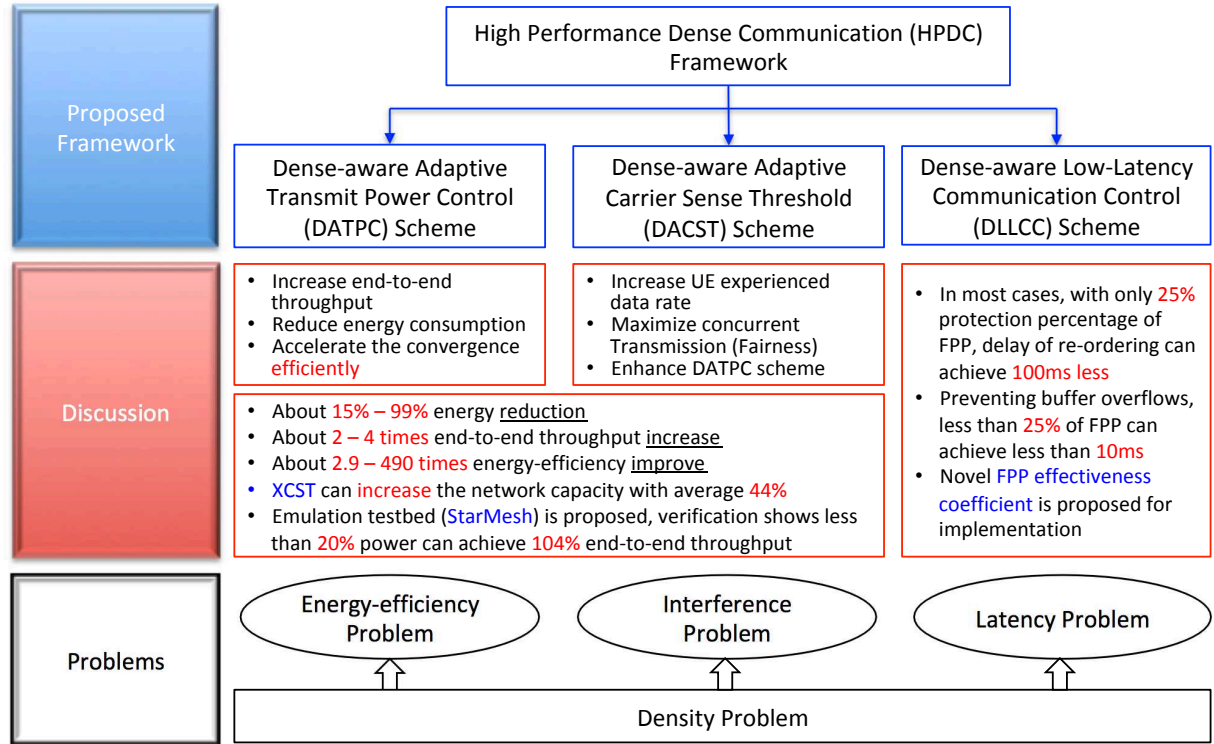 High Performance Dense Communication (HPDC)
Framework
Proposed
Framework
Dense-aware Adaptive
Transmit Power Control
(DATPC) Scheme
Dense-aware Adaptive
Carrier Sense Threshold
(DACST) Scheme
Dense-aware Low-Latency
Communication Control
(DLLCC) Scheme
Discussion
• Increase end-to-end
throughput
• Reduce energy consumption
• Accelerate the convergence
efficiently
• Increase UE experienced
data rate
• Maximize concurrent
Transmission (Fairness)
• Enhance DATPC scheme
• About 15% – 99% energy reduction
• About 2 – 4 times end-to-end throughput increase
• About 2.9 – 490 times energy-efficiency improve
• XCST can increase the network capacity with average 44%
• Emulation testbed (StarMesh) is proposed, verification shows less
than 20% power can achieve 104% end-to-end throughput
• In most cases, with only 25%
protection percentage of
FPP, delay of re-ordering can
achieve 100ms less
• Preventing buffer overflows,
less than 25% of FPP can
achieve less than 10ms
• Novel FPP effectiveness
coefficient is proposed for
implementation
Problems
Energy-efficiency
Problem
Interference
Problem
Latency Problem
Density Problem